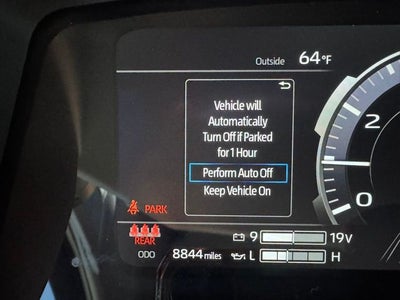 Outside 64°F
Vehicle will
Automatically
Turn Off if Parked
for 1 Hour
Perform Auto Off
Keep Vehicle On
2
0
PARK
REAR
9 19V
ODO 8844 miles L H